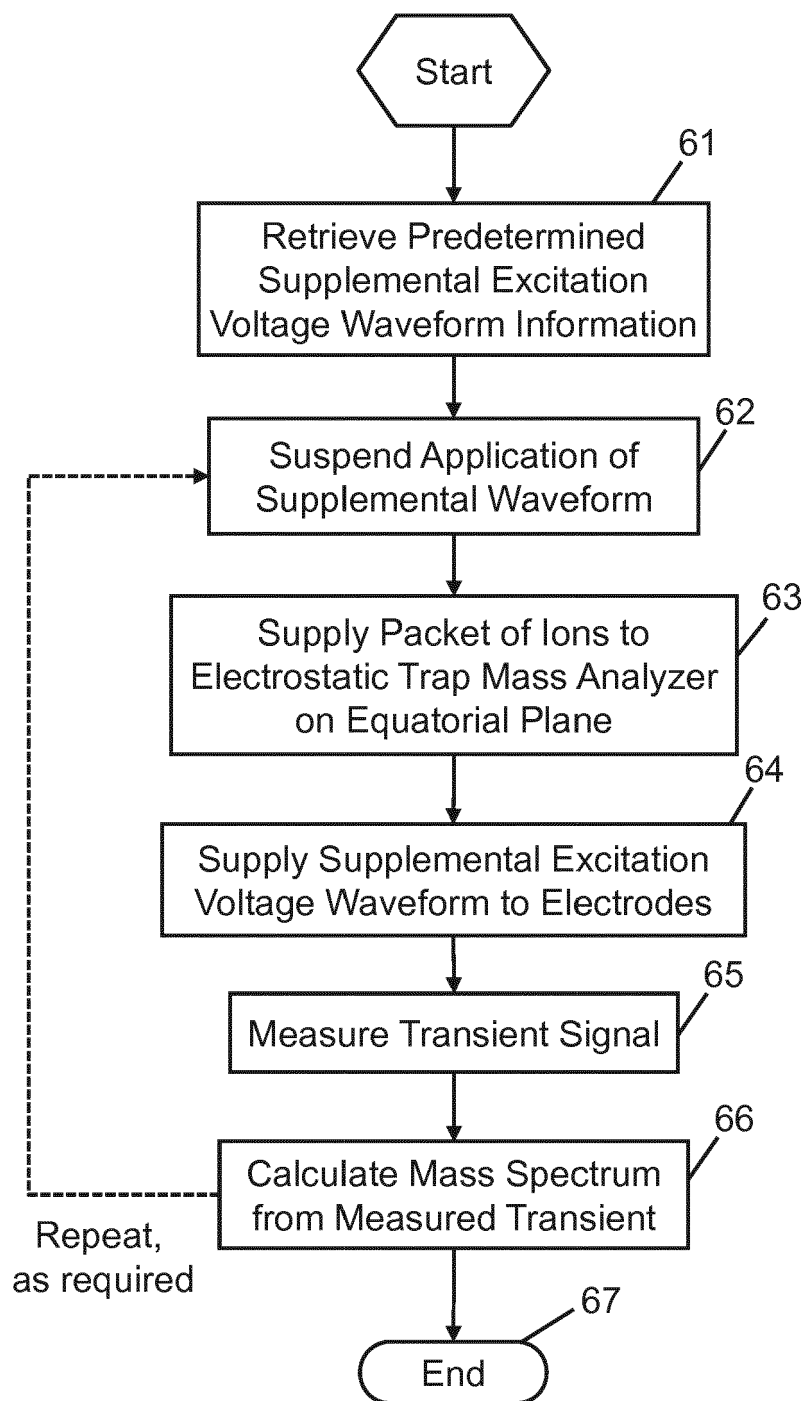 Start
61
Retrieve Predetermined
Supplemental Excitation
Voltage Waveform Information
62
Suspend Application of
Supplemental Waveform
63
Supply Packet of Ions to
Electrostatic Trap Mass Analyzer
on Equatorial Plane
64
Supply Supplemental Excitation
Voltage Waveform to Electrodes
65
Measure Transient Signal
66
Calculate Mass Spectrum
from Measured Transient
Repeat,
as required
67
End